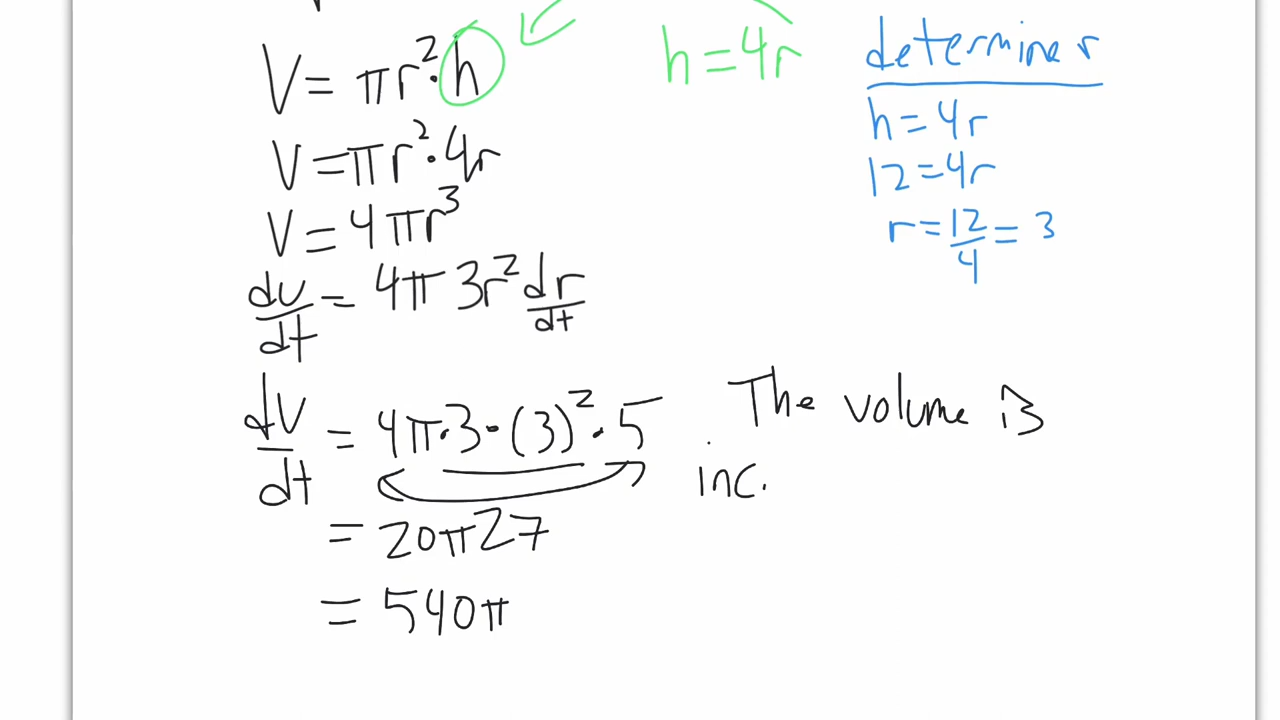 V = πr²·h
V = πr²·4r
V = 4πr³
dv/dt = 4π 3r² dr/dt
dV/dt = 4π·3·(3)²·5
= 20π27
= 540π
h = 4r
determine r
h = 4r
12 = 4r
r = 12/4 = 3
The volume is
inc.